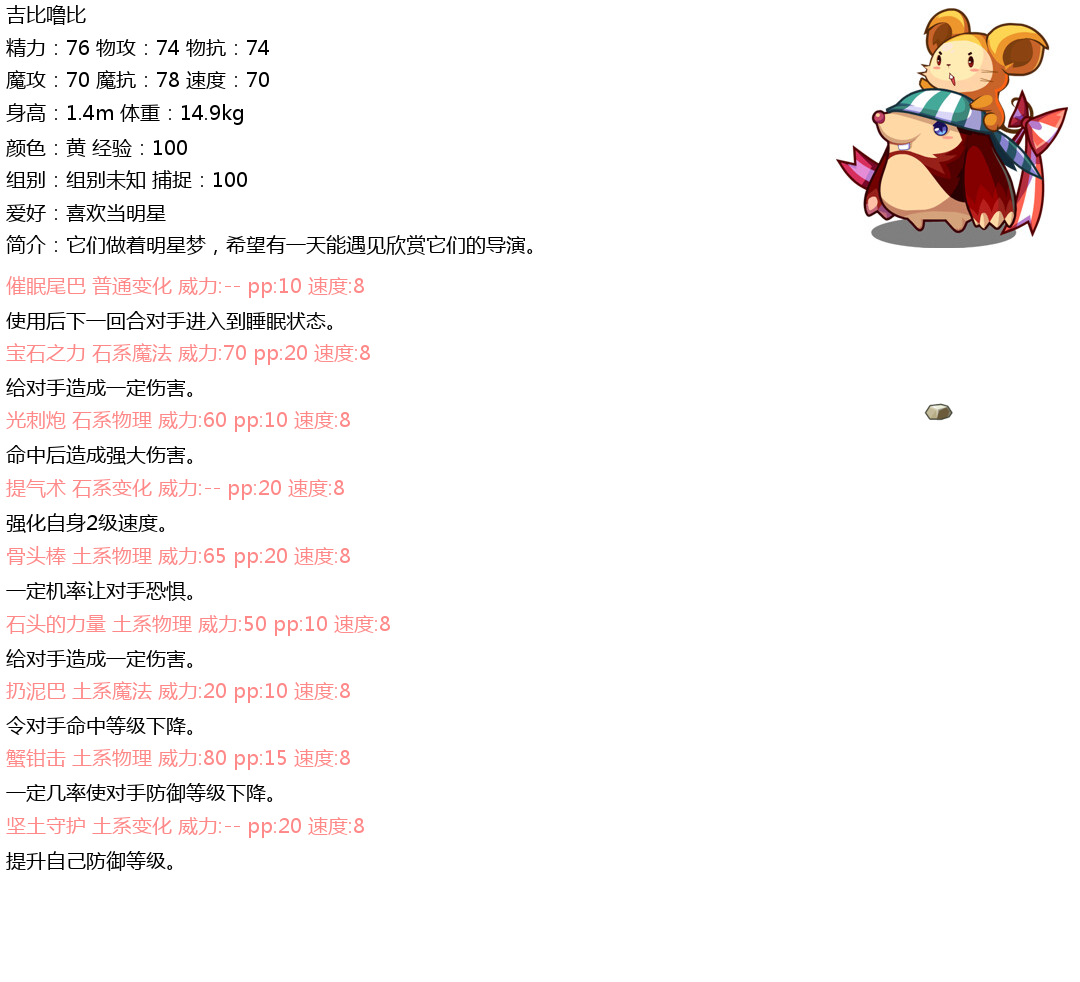 吉比噜比
精力：76 物攻：74 物抗：74
魔攻：70 魔抗：78 速度：70
身高：1.4m 体重：14.9kg
颜色：黄 经验：100
组别：组别未知 捕捉：100
爱好：喜欢当明星
简介：它们做着明星梦，希望有一天能遇见欣赏它们的导演。
催眠尾巴 普通变化 威力:-- pp:10 速度:8
使用后下一回合对手进入到睡眠状态。
宝石之力 石系魔法 威力:70 pp:20 速度:8
给对手造成一定伤害。
光刺炮 石系物理 威力:60 pp:10 速度:8
命中后造成强大伤害。
提气术 石系变化 威力:-- pp:20 速度:8
强化自身2级速度。
骨头棒 土系物理 威力:65 pp:20 速度:8
一定机率让对手恐惧。
石头的力量 土系物理 威力:50 pp:10 速度:8
给对手造成一定伤害。
扔泥巴 土系魔法 威力:20 pp:10 速度:8
令对手命中等级下降。
蟹钳击 土系物理 威力:80 pp:15 速度:8
一定几率使对手防御等级下降。
坚土守护 土系变化 威力:-- pp:20 速度:8
提升自己防御等级。